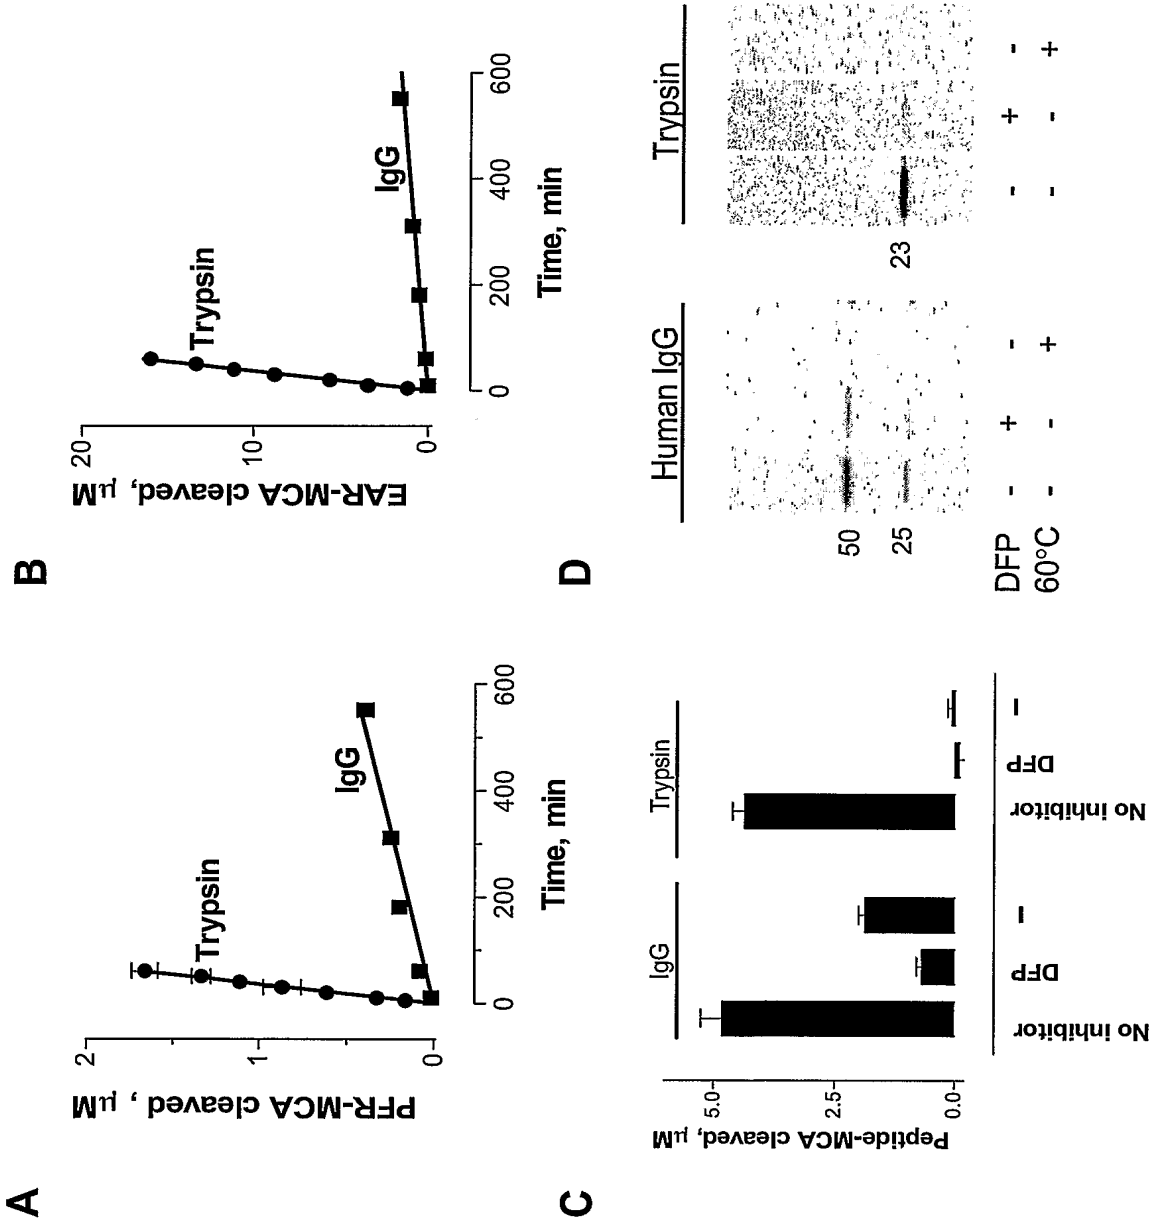 A
PFR-MCA cleaved , μM
2
1
0
Trypsin
IgG
0
200
400
600
Time, min
B
EAR-MCA cleaved, μM
20
10
0
Trypsin
IgG
0
200
400
600
Time, min
C
Peptide-MCA cleaved, μM
5.0
2.5
0.0
IgG
Trypsin
No inhibitor
DFP
I
No inhibitor
DFP
I
D
Human IgG
Trypsin
50
25
23
DFP - + - - + -
60°C - - + - - +